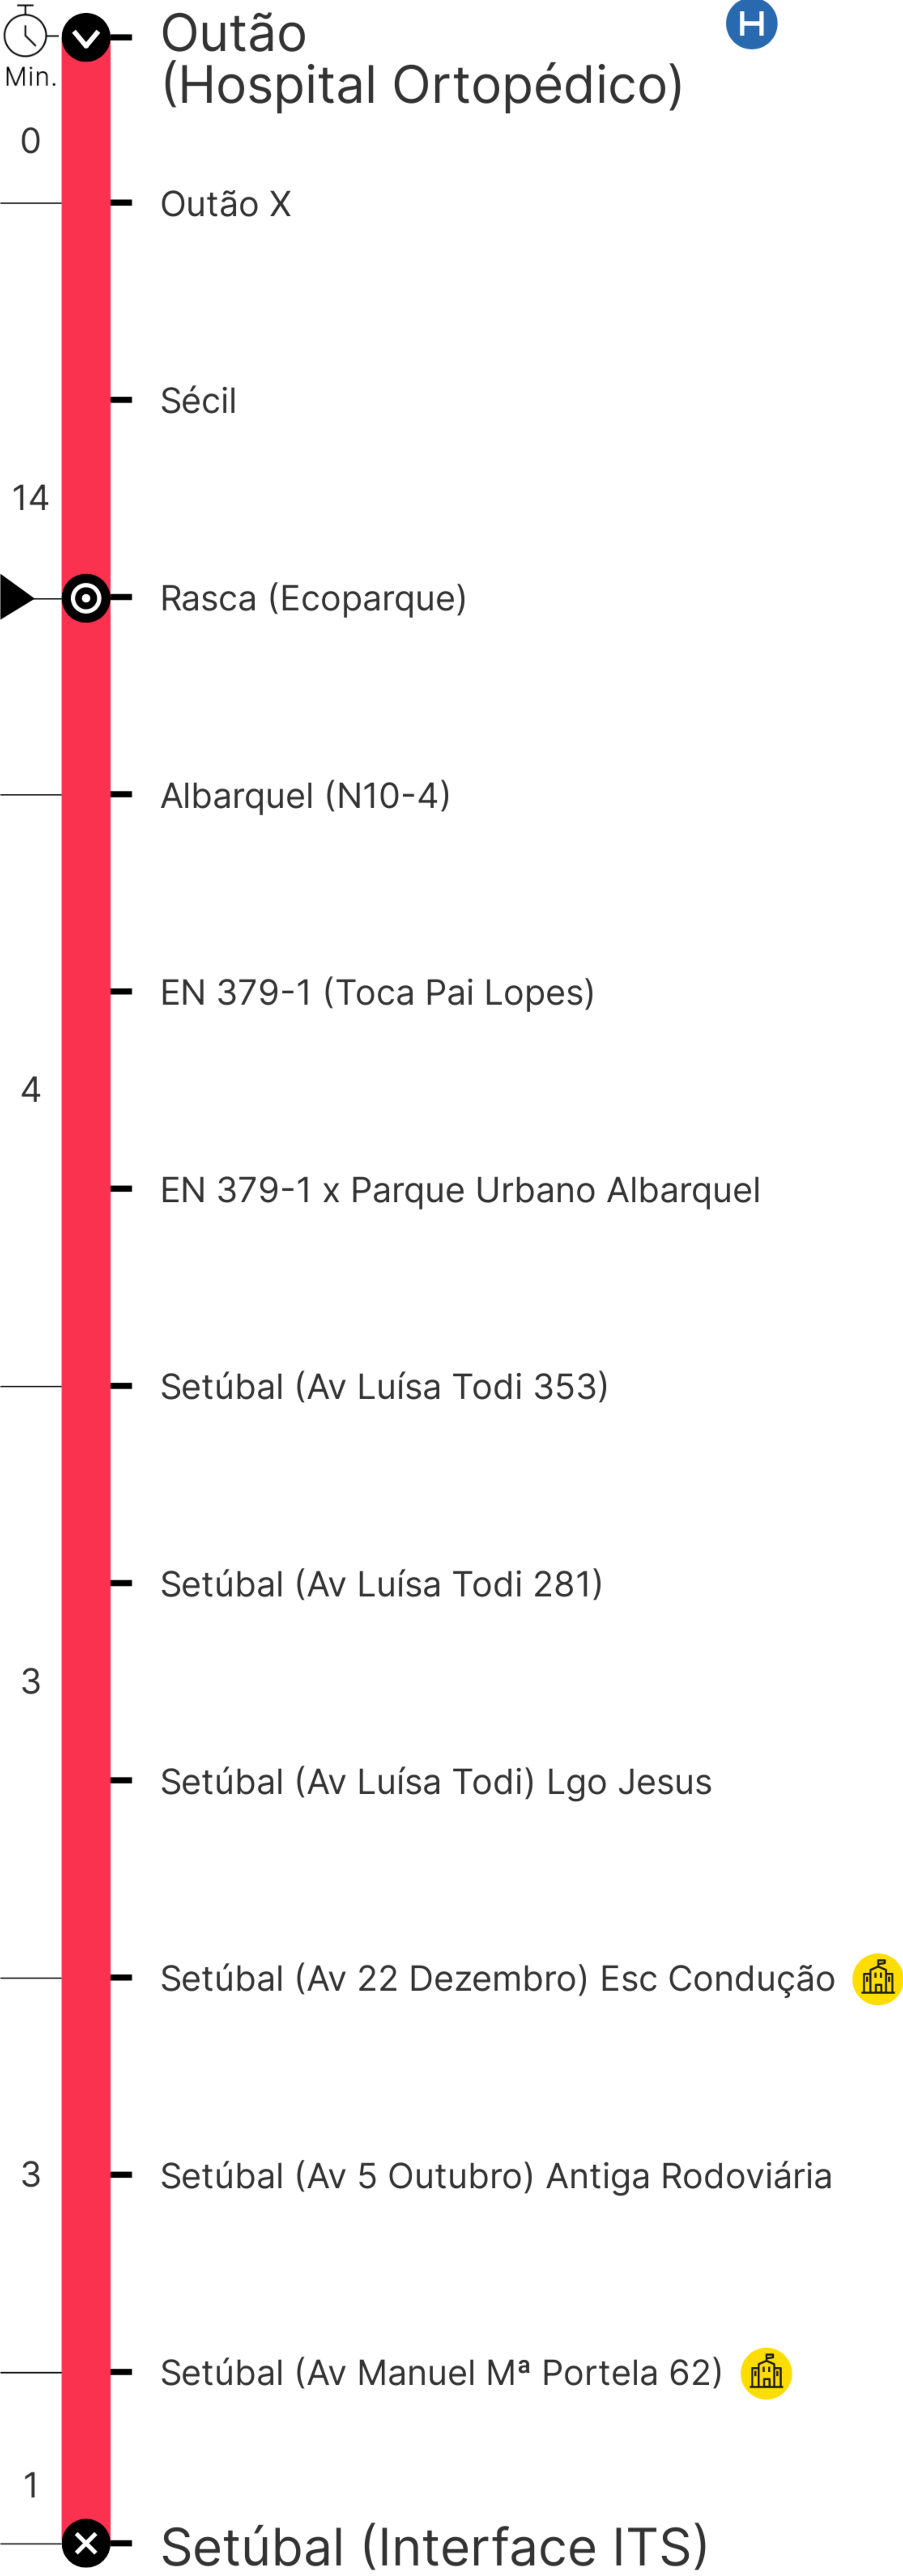 Outão
H
(Hospital Ortopédico)
Min.
0
Outão X
Sécil
14
Rasca (Ecoparque)
Albarquel (N10-4)
EN 379-1 (Toca Pai Lopes)
4
EN 379-1 x Parque Urbano Albarquel
Setúbal (Av Luísa Todi 353)
Setúbal (Av Luísa Todi 281)
3
Setúbal (Av Luísa Todi) Lgo Jesus
Setúbal (Av 22 Dezembro) Esc Condução
3
Setúbal (Av 5 Outubro) Antiga Rodoviária
Setúbal (Av Manuel Mª Portela 62)
1
Setúbal (Interface ITS)